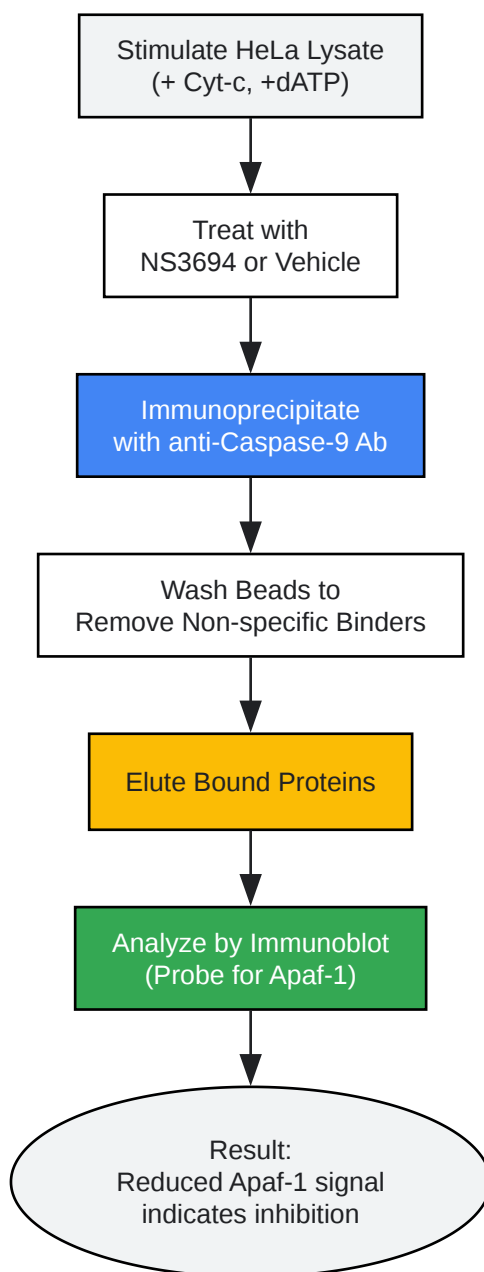 Stimulate HeLa Lysate
(+ Cyt-c, +dATP)
Treat with
NS3694 or Vehicle
Immunoprecipitate
with anti-Caspase-9 Ab
Wash Beads to
Remove Non-specific Binders
Elute Bound Proteins
Analyze by Immunoblot
(Probe for Apaf-1)
Result:
Reduced Apaf-1 signal
indicates inhibition